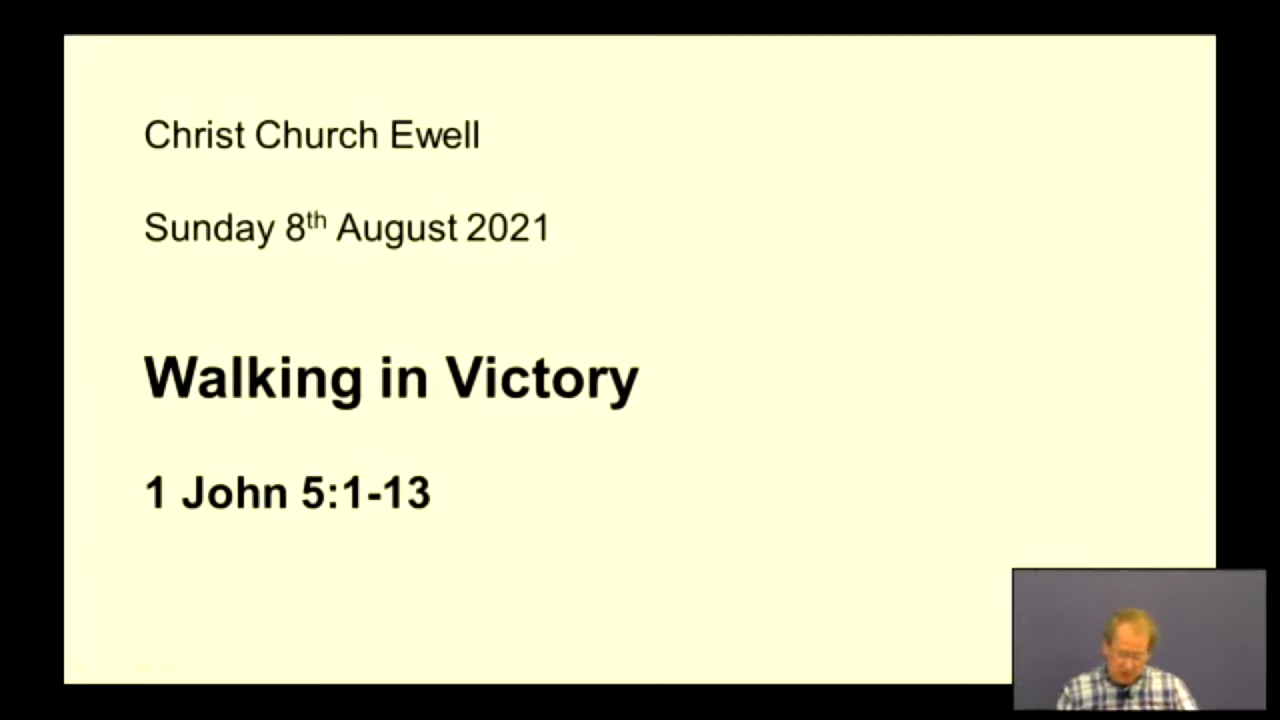 Christ Church Ewell
Sunday 8th August 2021
Walking in Victory
1 John 5:1-13